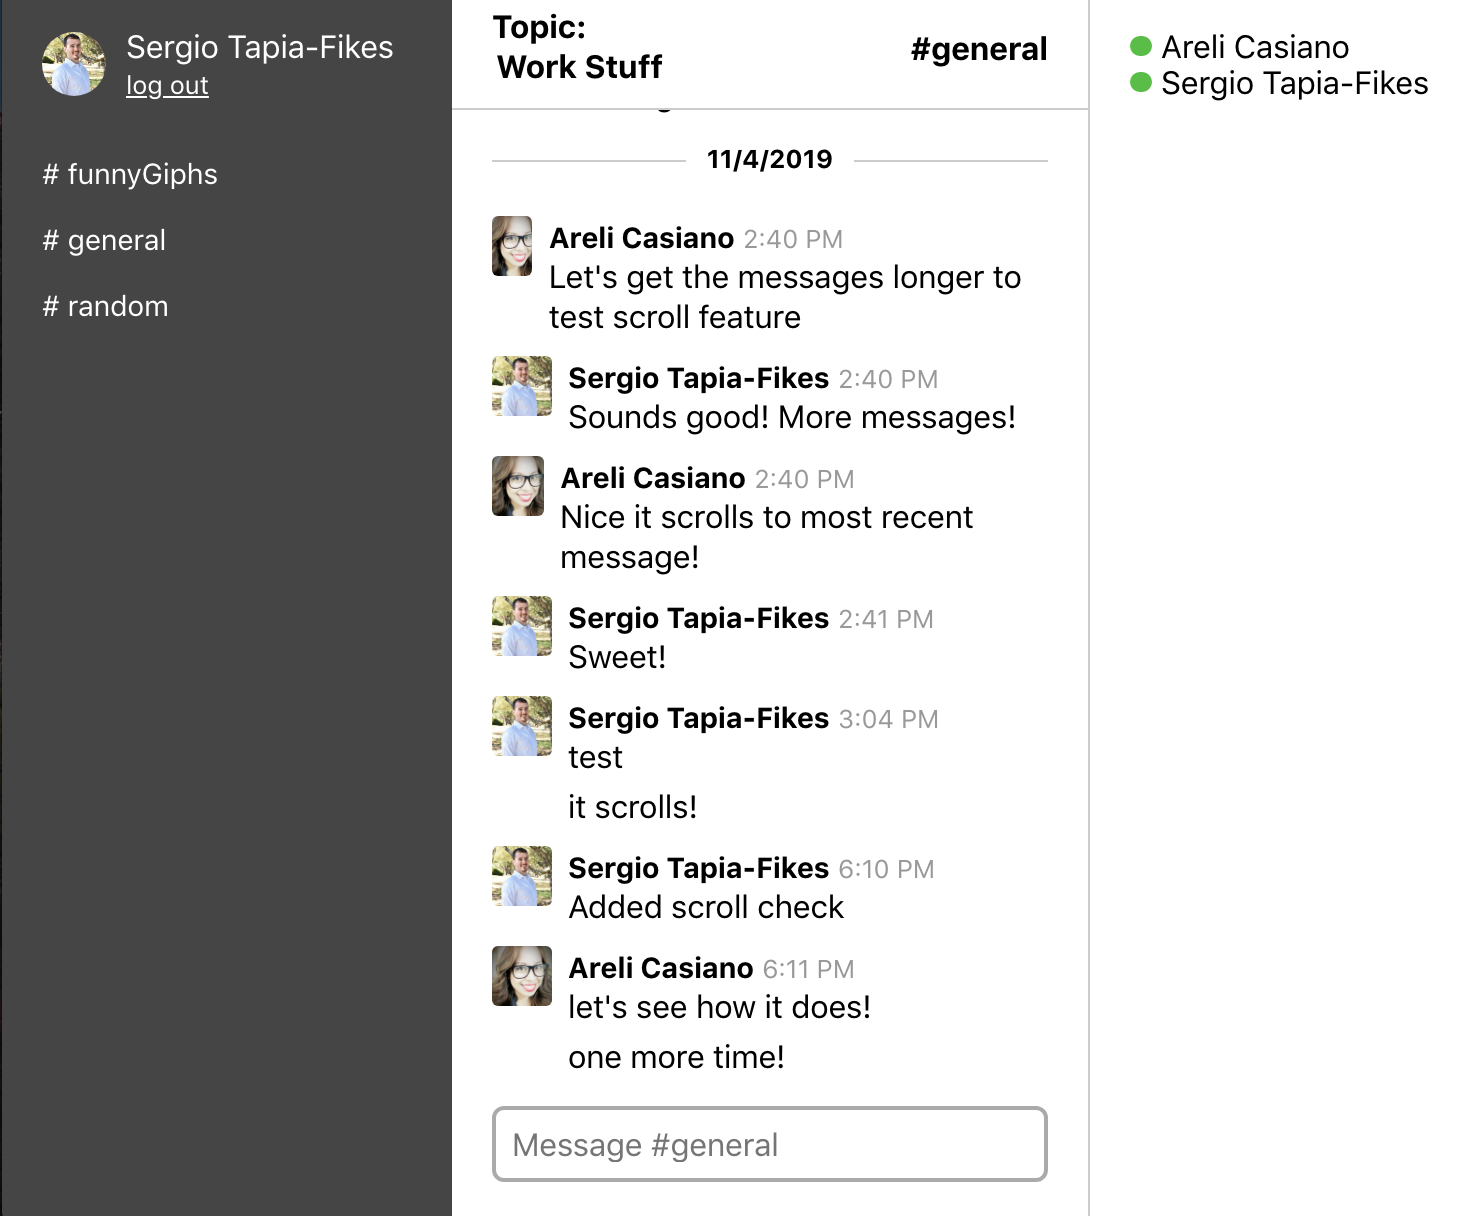 Sergio Tapia-Fikes
log out
# funnyGiphs
# general
# random
Topic:
Work Stuff
#general
11/4/2019
Areli Casiano 2:40 PM
Let's get the messages longer to
test scroll feature
Sergio Tapia-Fikes 2:40 PM
Sounds good! More messages!
Areli Casiano 2:40 PM
Nice it scrolls to most recent
message!
Sergio Tapia-Fikes 2:41 PM
Sweet!
Sergio Tapia-Fikes 3:04 PM
test
it scrolls!
Sergio Tapia-Fikes 6:10 PM
Added scroll check
Areli Casiano 6:11 PM
let's see how it does!
one more time!
Message #general
Areli Casiano
Sergio Tapia-Fikes